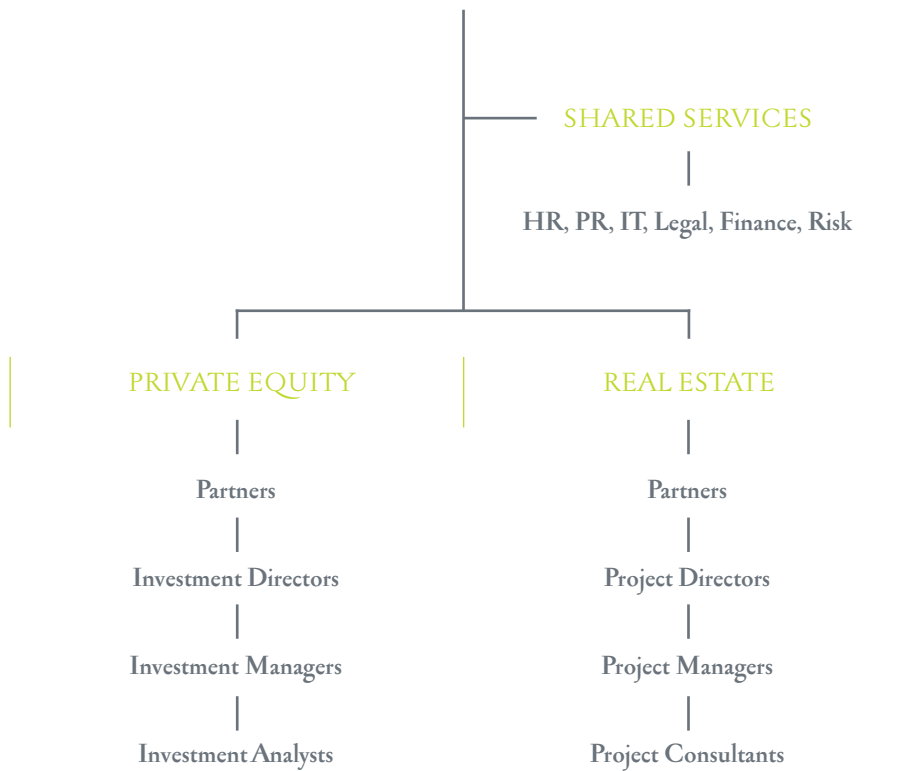 SHARED SERVICES
HR, PR, IT, Legal, Finance, Risk
PRIVATE EQUITY
Partners
Investment Directors
Investment Managers
Investment Analysts
REAL ESTATE
Partners
Project Directors
Project Managers
Project Consultants